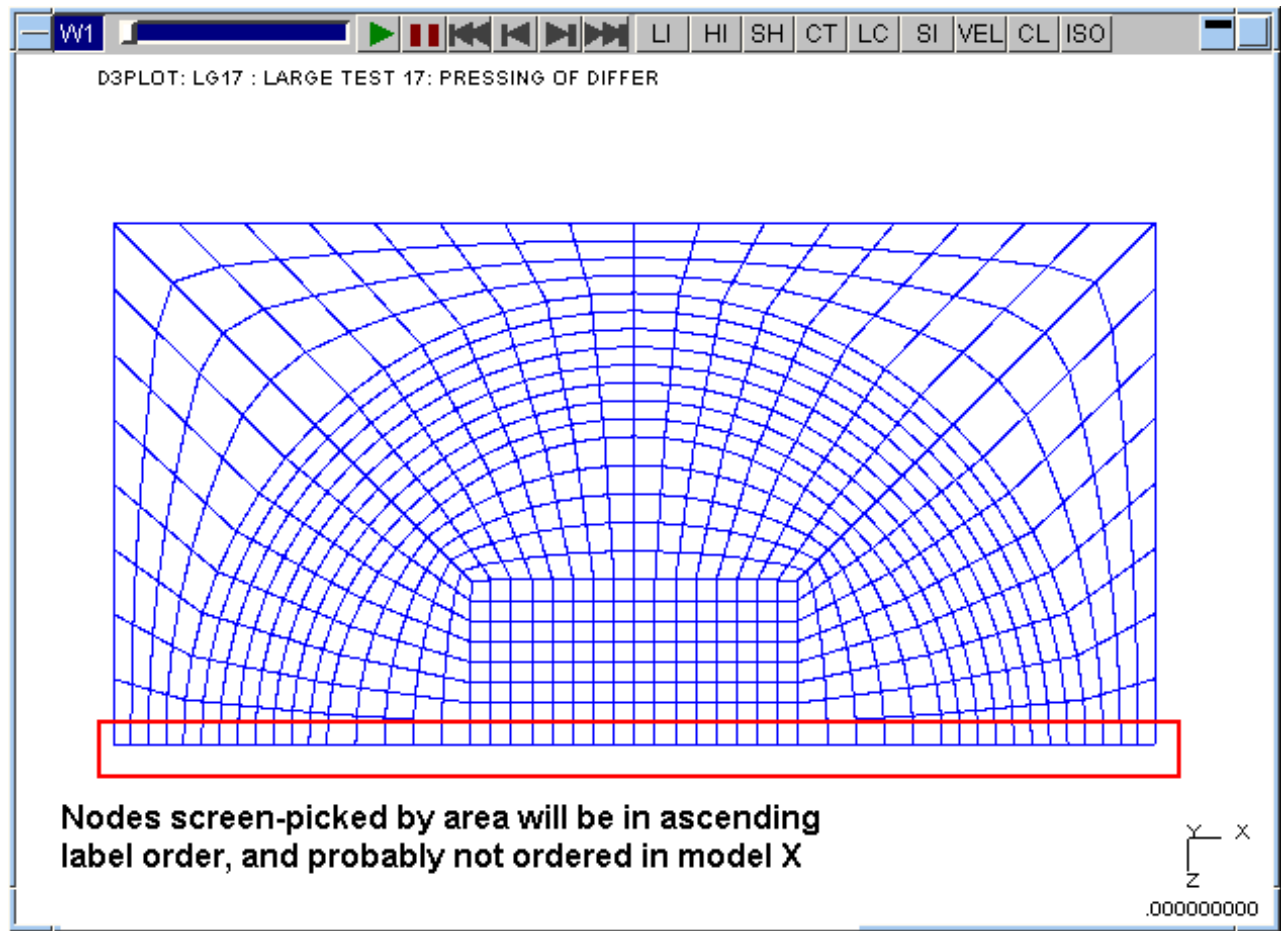 W1 LI HI SH CT LC SI VEL CL ISO
D3PLOT: LG17 : LARGE TEST 17: PRESSING OF DIFFER
Nodes screen-picked by area will be in ascending
label order, and probably not ordered in model X
Y X
Z
.000000000